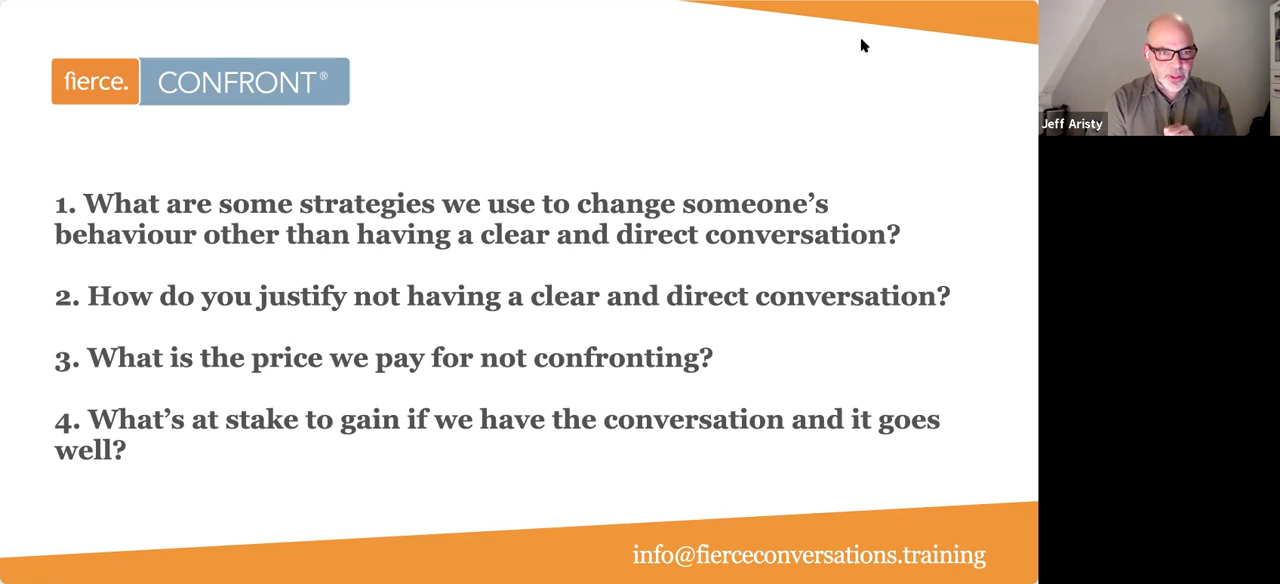 fierce. CONFRONT®
Jeff Aristy
1. What are some strategies we use to change someone’s
behaviour other than having a clear and direct conversation?
2. How do you justify not having a clear and direct conversation?
3. What is the price we pay for not confronting?
4. What’s at stake to gain if we have the conversation and it goes
well?
info@fierceconversations.training